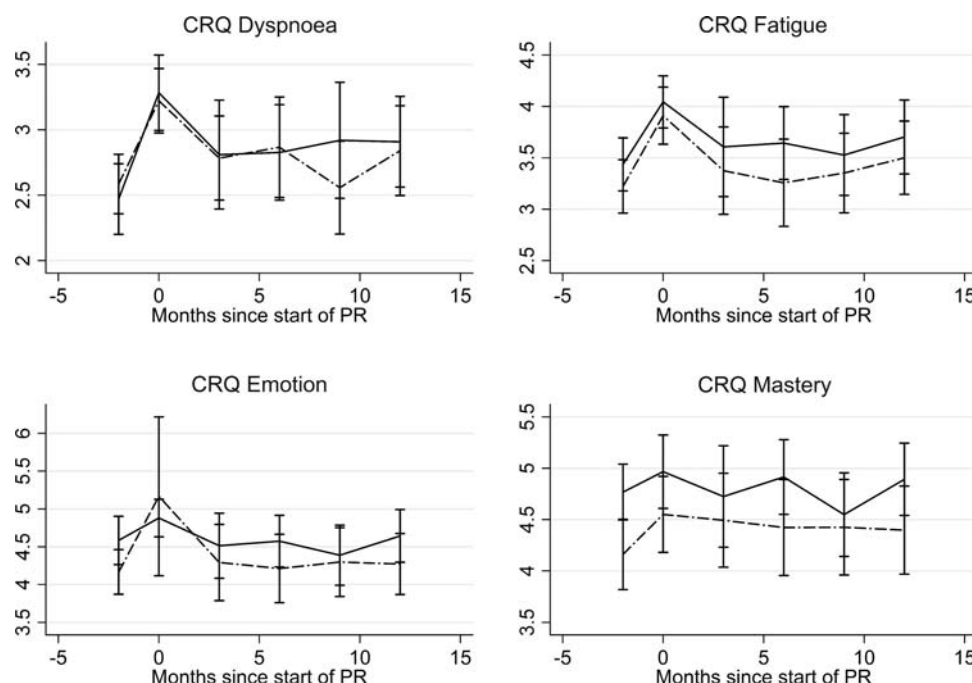 CRQ Dyspnoea
3.5
3
2.5
2
-5 0 5 10 15
Months since start of PR
CRQ Fatigue
4.5
4
3.5
3
2.5
-5 0 5 10 15
Months since start of PR
CRQ Emotion
6
5.5
5
4.5
4
3.5
-5 0 5 10 15
Months since start of PR
CRQ Mastery
5.5
5
4.5
4
3.5
-5 0 5 10 15
Months since start of PR